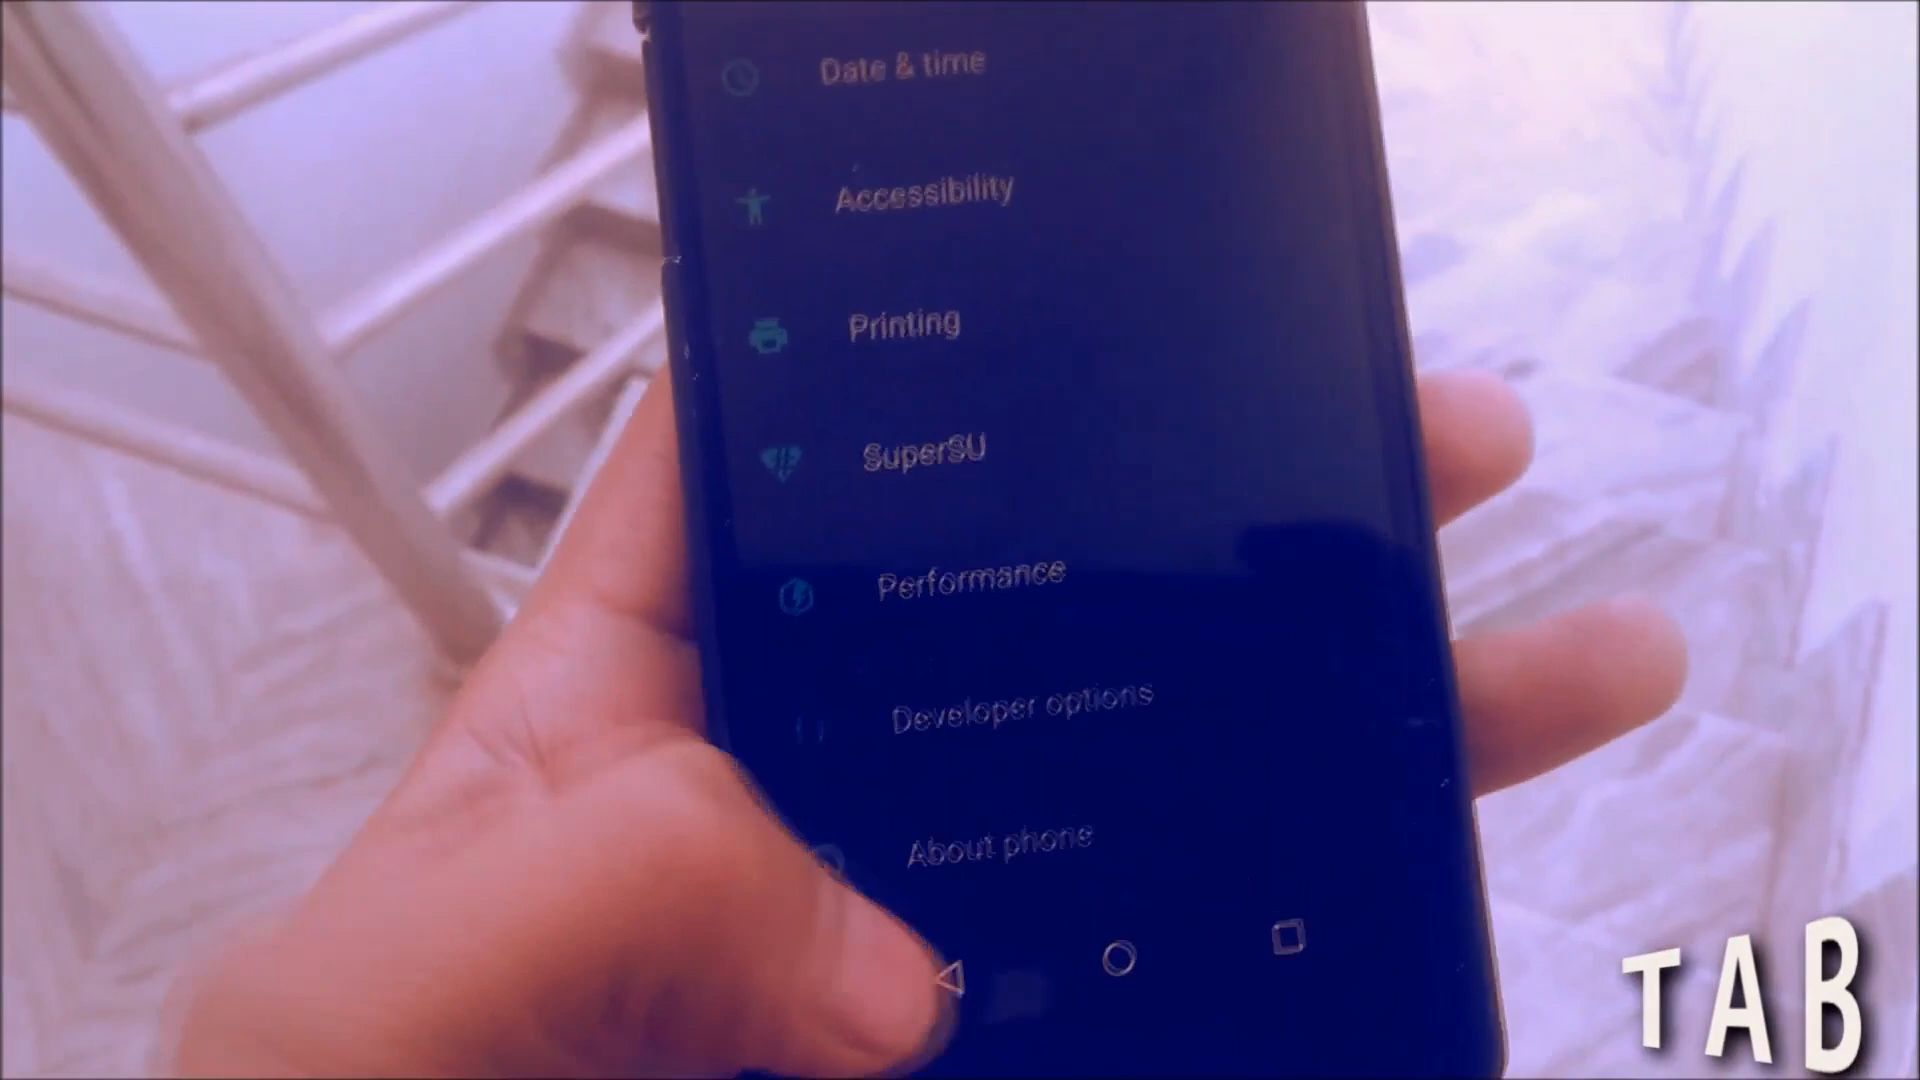 Date & time
Accessibility
Printing
SuperSU
Performance
Developer options
About phone
TAB